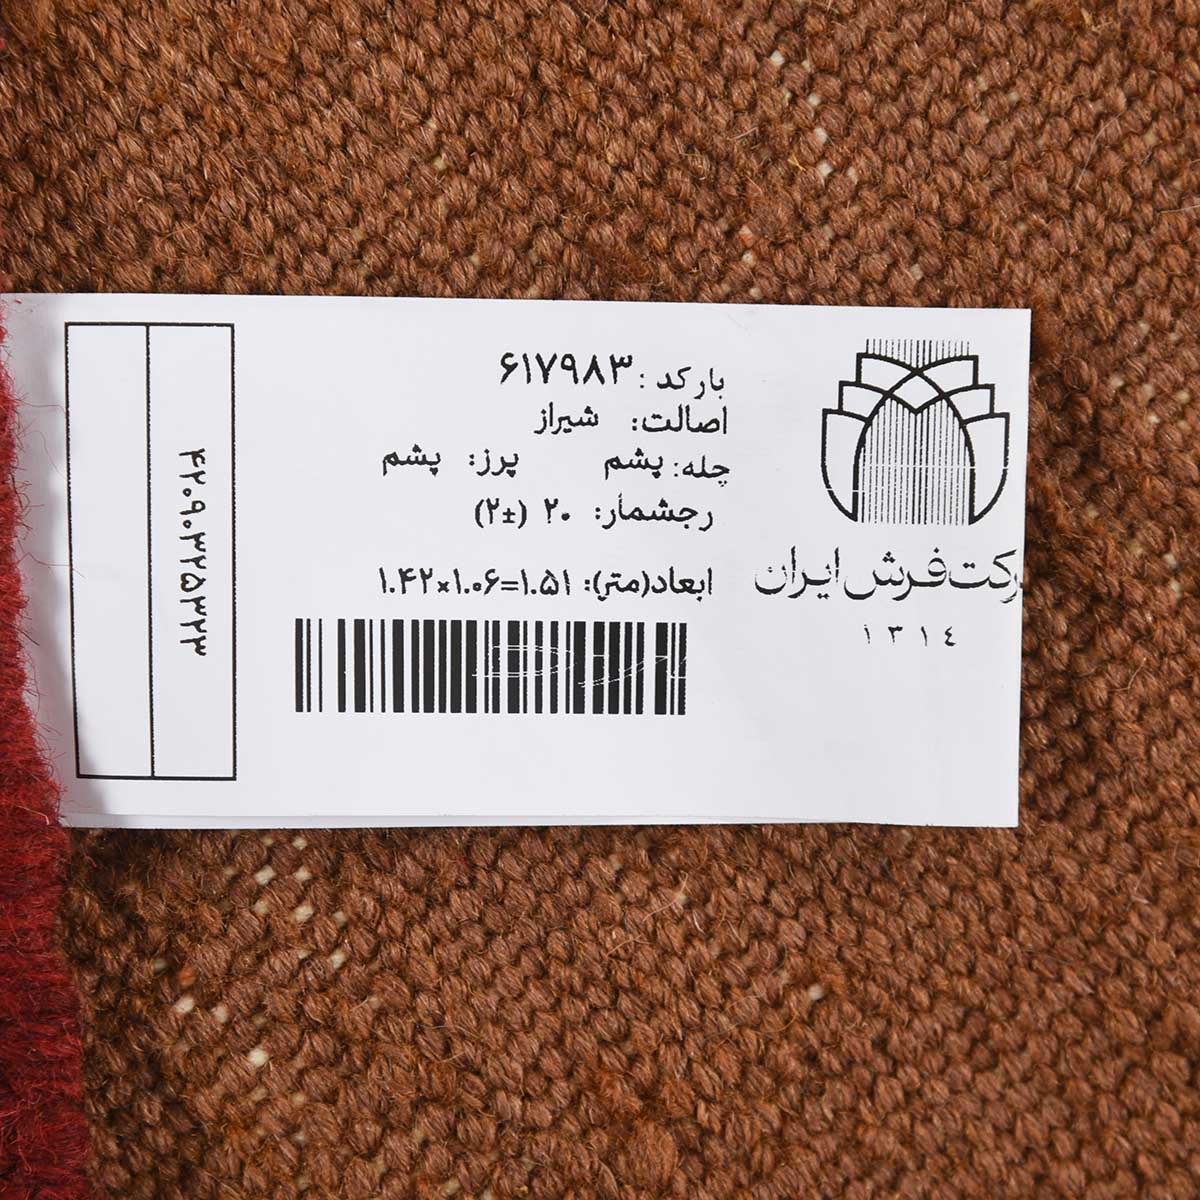 بارکد: ۶۱۷۹۸۳
اصالت: شیراز
چله: پشم پرز: پشم
رجشمار: ۲۰ (±۲)
ابعاد(متر): ۱.۴۲×۱.۰۶=۱.۵۱
رکت فرش ایران
۱۳۱٤
۴۲۰۹۰۳۲۵۳۲۳